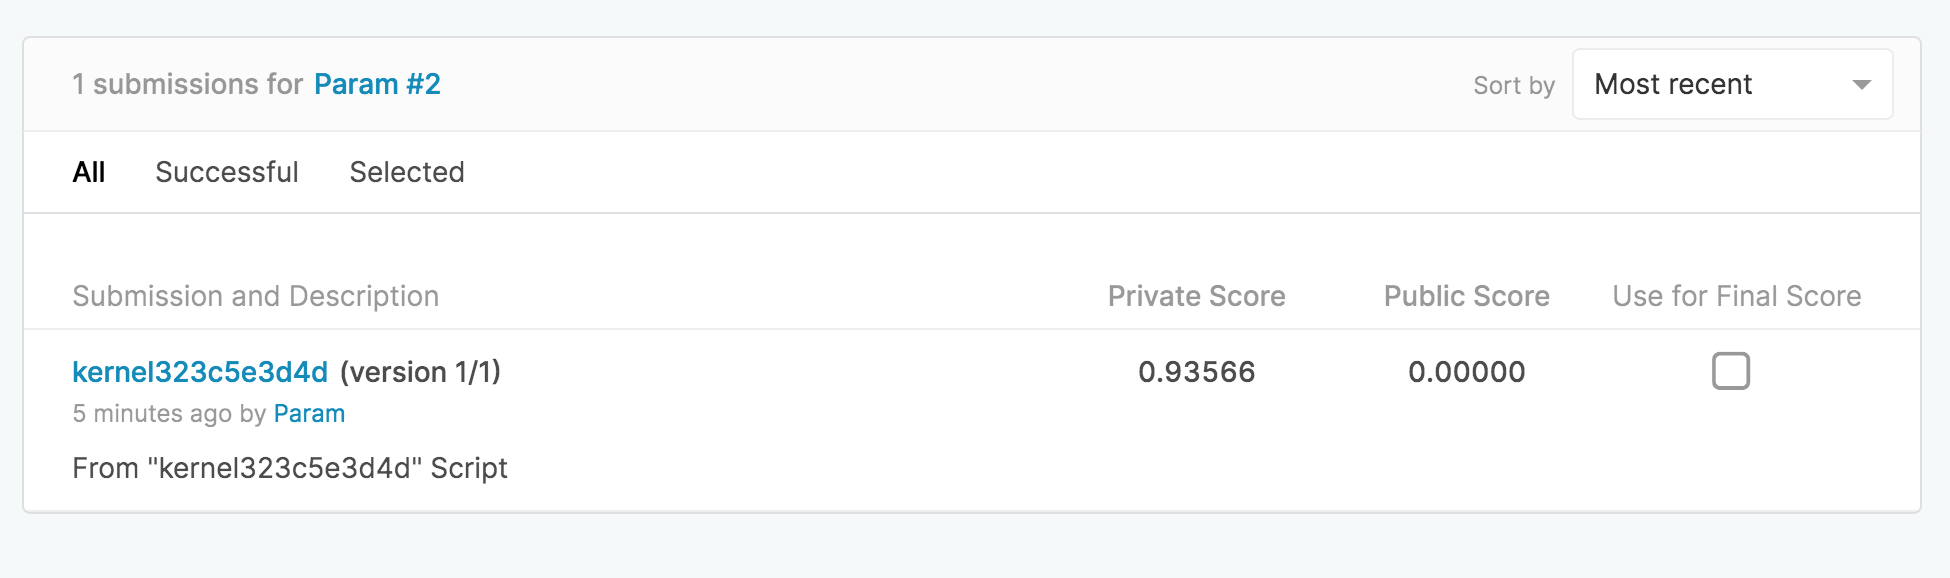 1 submissions for Param #2
Sort by Most recent
All Successful Selected
Submission and Description Private Score Public Score Use for Final Score
kernel323c5e3d4d (version 1/1) 0.93566 0.00000
5 minutes ago by Param
From "kernel323c5e3d4d" Script